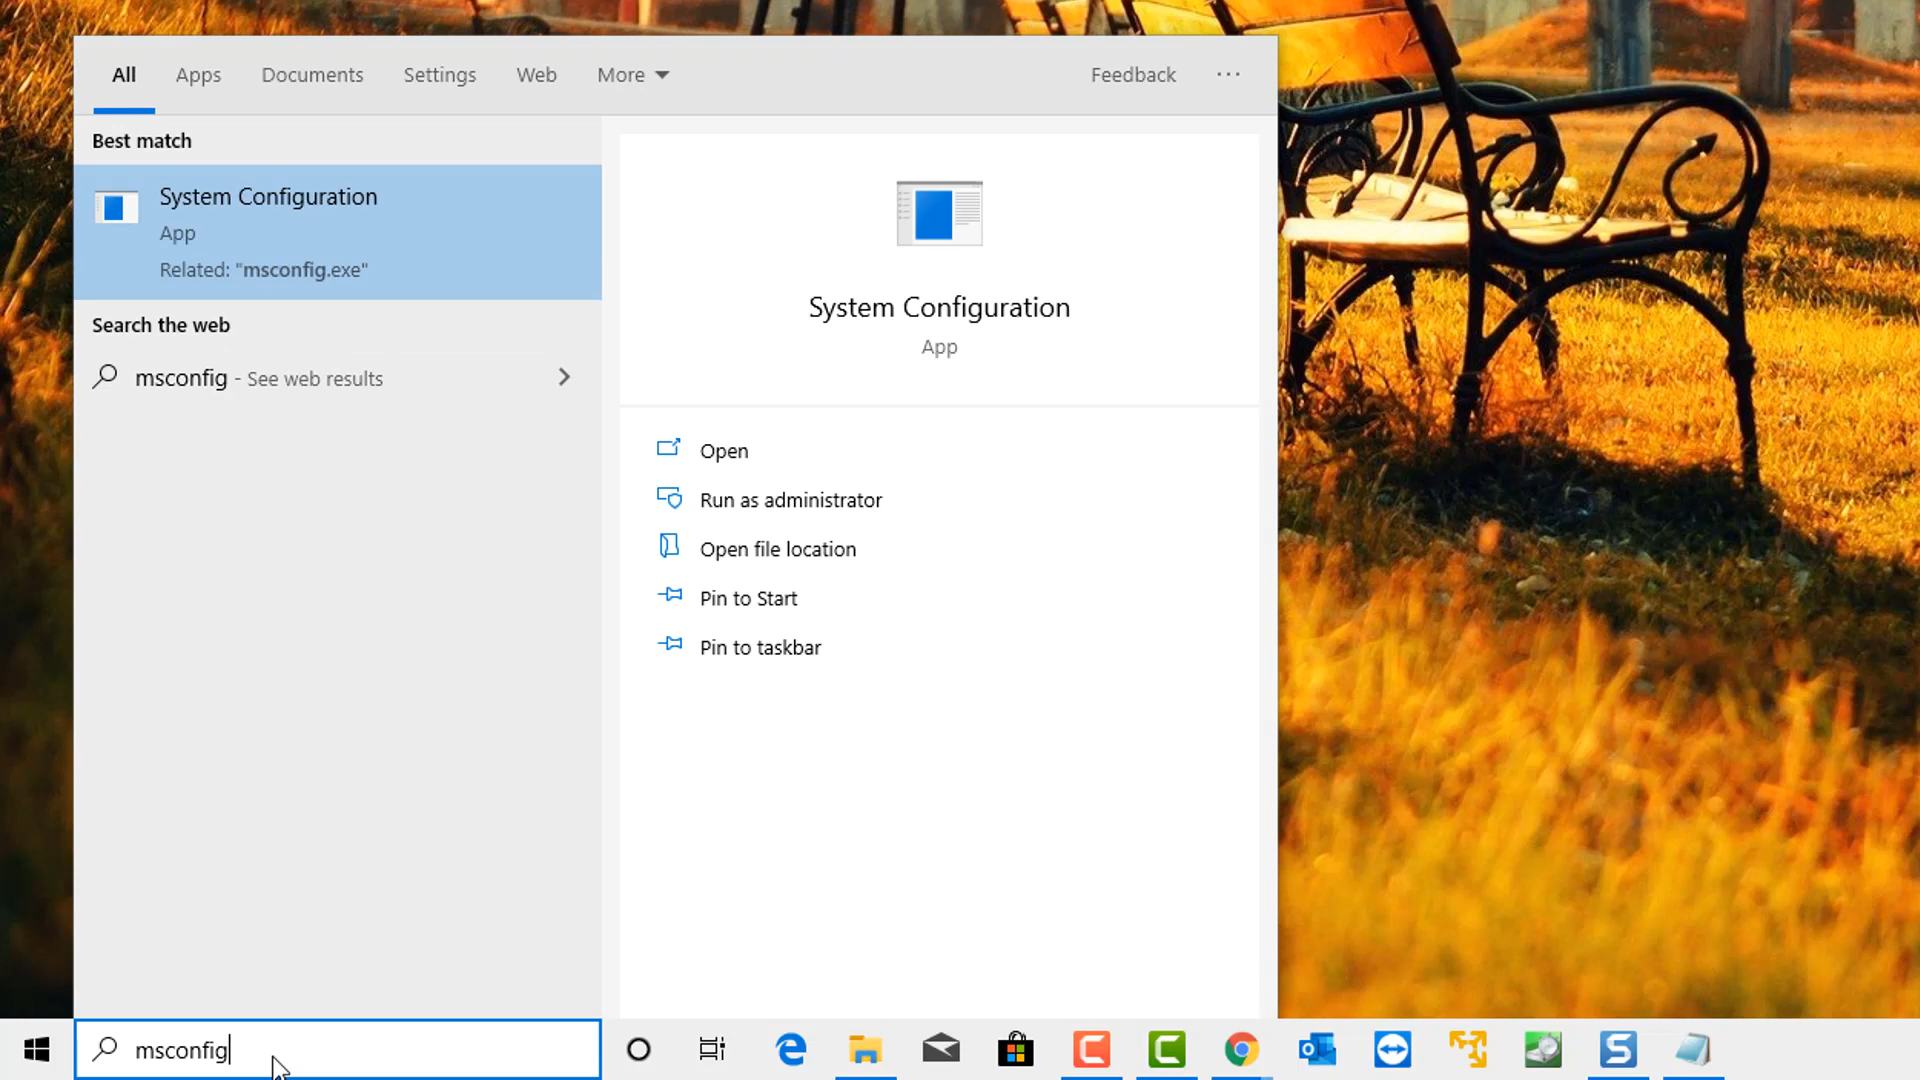 All Apps Documents Settings Web More Feedback ···
Best match
System Configuration
App
Related: "msconfig.exe"
Search the web
msconfig - See web results
System Configuration
App
Open
Run as administrator
Open file location
Pin to Start
Pin to taskbar
msconfig